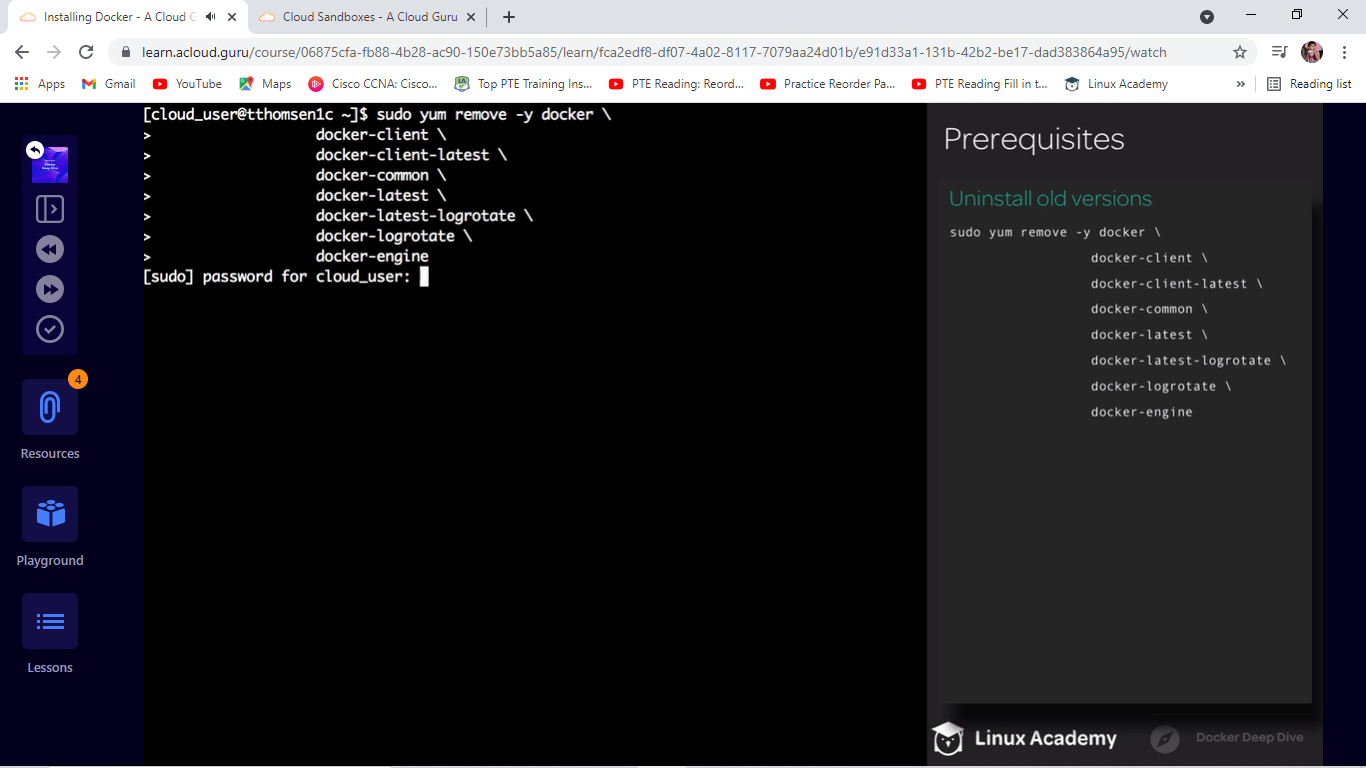 Installing Docker - A Cloud G
Cloud Sandboxes - A Cloud Guru
learn.acloud.guru/course/06875cfa-fb88-4b28-ac90-150e73bb5a85/learn/fca2edf8-df07-4a02-8117-7079aa24d01b/e91d33a1-131b-42b2-be17-dad383864a95/watch
Apps Gmail YouTube Maps Cisco CCNA: Cisco... Top PTE Training Ins... PTE Reading: Reord... Practice Reorder Pa... PTE Reading Fill in t... Linux Academy » Reading list
[cloud_user@tthomsen1c ~]$ sudo yum remove -y docker \
> docker-client \
> docker-client-latest \
> docker-common \
> docker-latest \
> docker-latest-logrotate \
> docker-logrotate \
> docker-engine
[sudo] password for cloud_user:
Docker
Deep Dive
4
Resources
Playground
Lessons
Prerequisites
Uninstall old versions
sudo yum remove -y docker \
docker-client \
docker-client-latest \
docker-common \
docker-latest \
docker-latest-logrotate \
docker-logrotate \
docker-engine
Linux Academy
Docker Deep Dive